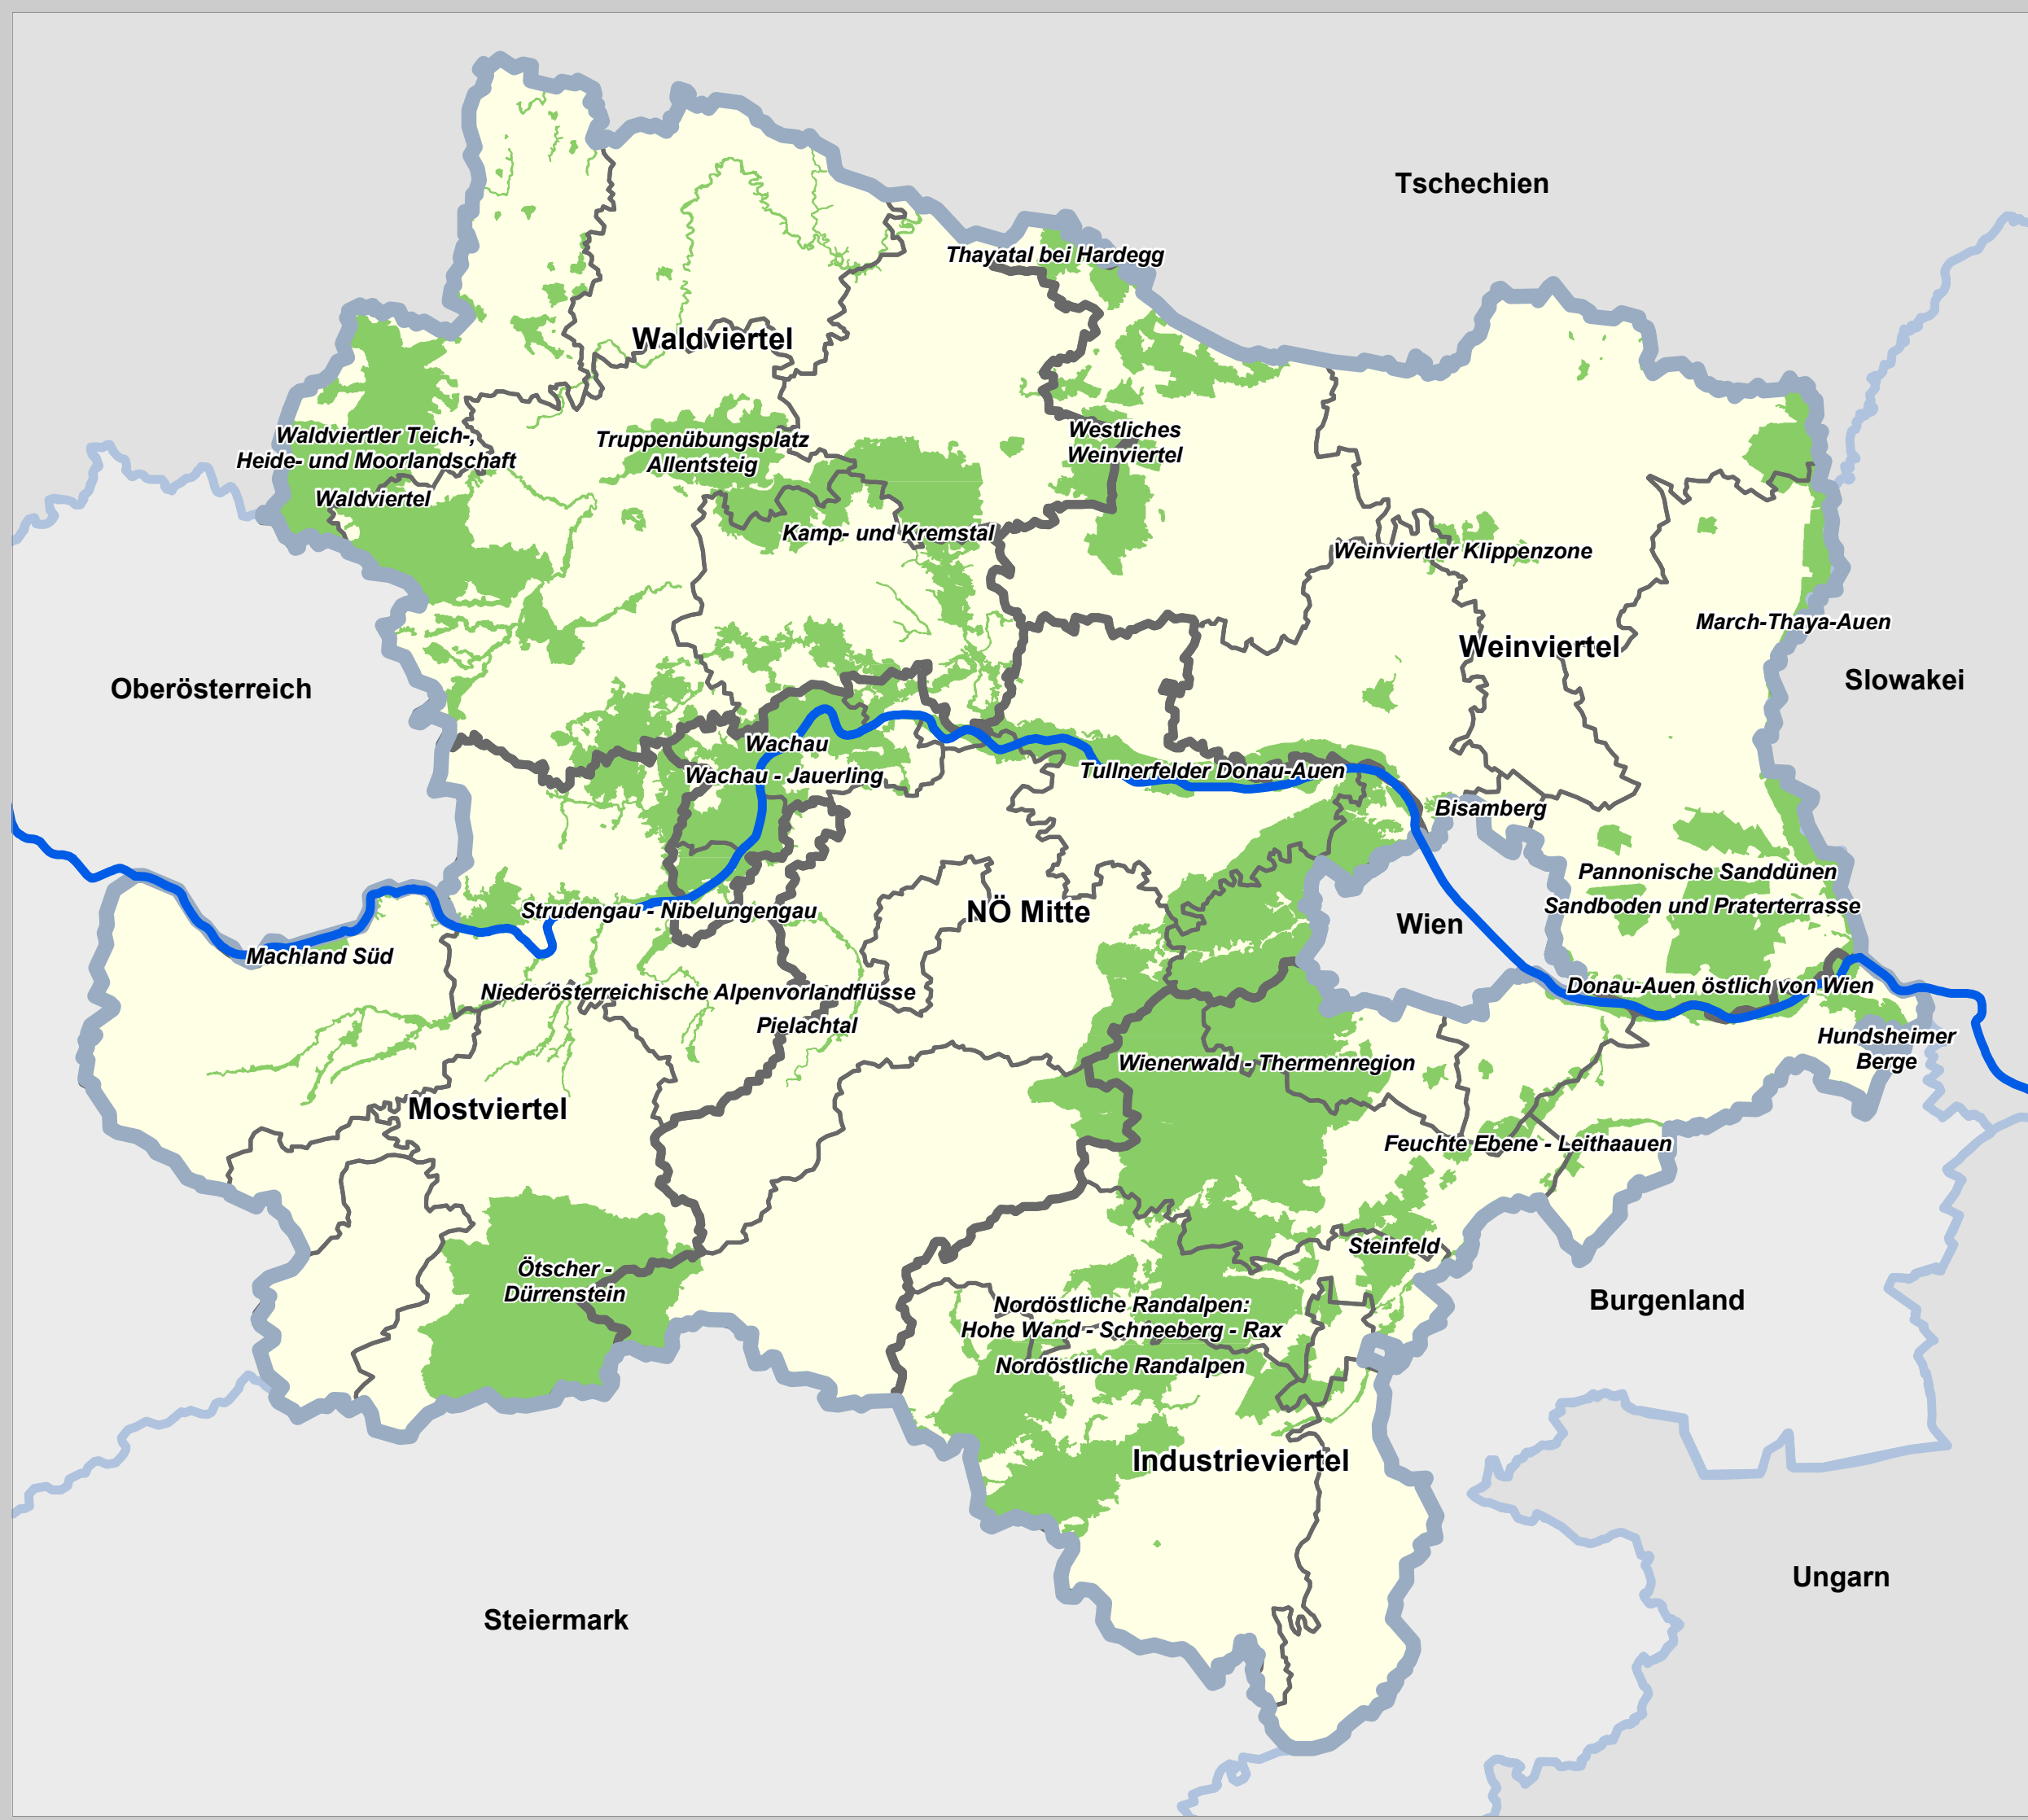 Tschechien
Thayatal bei Hardegg
Waldviertel
Westliches
Weinviertel
Waldviertler Teich-,
Heide- und Moorlandschaft
Waldviertel
Truppenübungsplatz
Allentsteig
Kamp- und Kremstal
Weinviertler Klippenzone
March-Thaya-Auen
Weinviertel
Slowakei
Oberösterreich
Wachau
Wachau - Jauerling
Tullnerfelder Donau-Auen
Bisamberg
Pannonische Sanddünen
Sandboden und Praterterrasse
Strudengau - Nibelungengau
NÖ Mitte
Wien
Machland Süd
Niederösterreichische Alpenvorlandflüsse
Donau-Auen östlich von Wien
Pielachtal
Hundsheimer
Berge
Wienerwald - Thermenregion
Mostviertel
Feuchte Ebene - Leithaauen
Steinfeld
Ötscher -
Dürrenstein
Nordöstliche Randalpen:
Hohe Wand - Schneeberg - Rax
Burgenland
Nordöstliche Randalpen
Industrieviertel
Ungarn
Steiermark